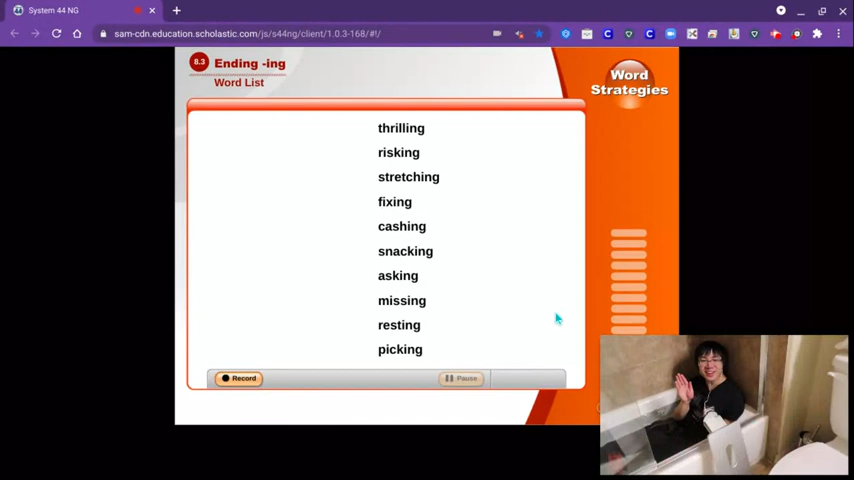 System 44 NG
sam-cdn.education.scholastic.com/js/s44ng/client/1.0.3-168/#!/
8.3 Ending -ing
Word List
Word
Strategies
thrilling
risking
stretching
fixing
cashing
snacking
asking
missing
resting
picking
Record
Pause